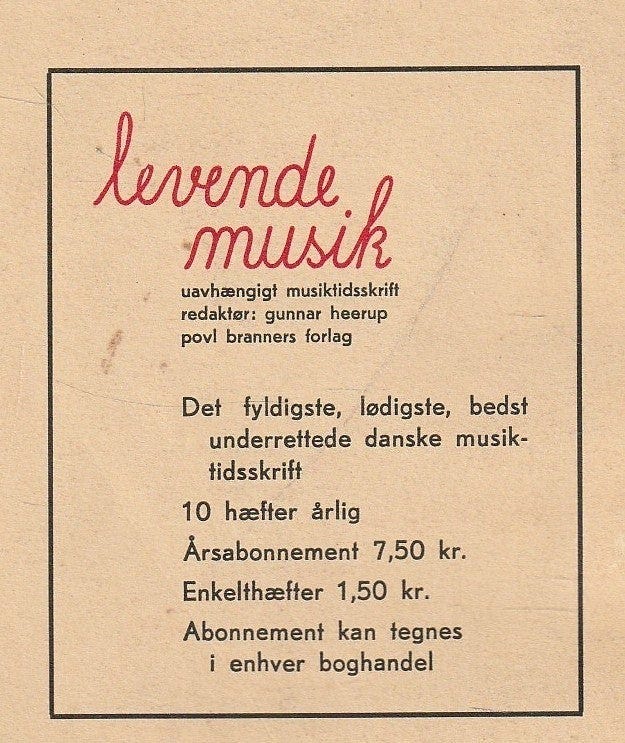 levende
musik
uavhængigt musiktidsskrift
redaktør: gunnar heerup
povl branners forlag
Det fyldigste, lødigste, bedst
underrettede danske musik-
tidsskrift
10 hæfter årlig
Årsabonnement 7,50 kr.
Enkelthæfter 1,50 kr.
Abonnement kan tegnes
i enhver boghandel